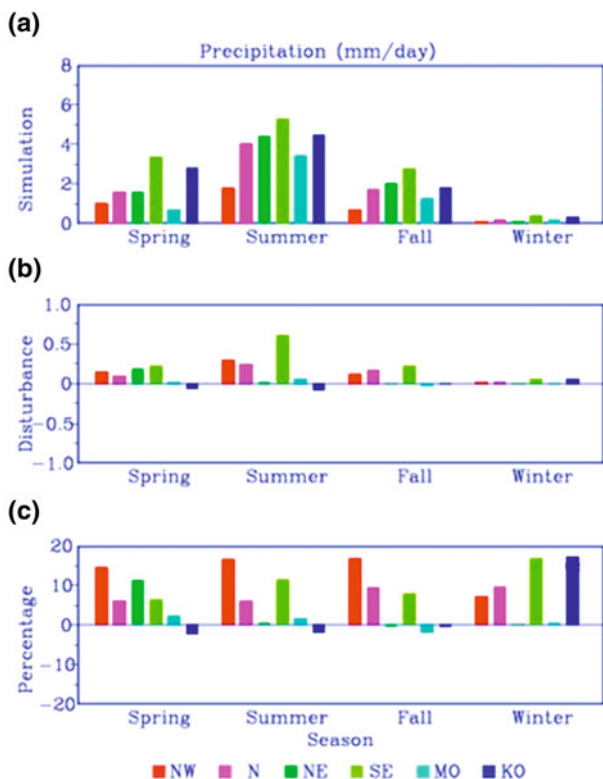 (a)
Precipitation (mm/day)
8
6
4
2
0
Simulation
Spring Summer Fall Winter
(b)
1.0
0.5
0
−0.5
−1.0
Disturbance
Spring Summer Fall Winter
(c)
20
10
0
−10
−20
Percentage
Spring Summer Fall Winter
Season
NW N NE SE MO KO